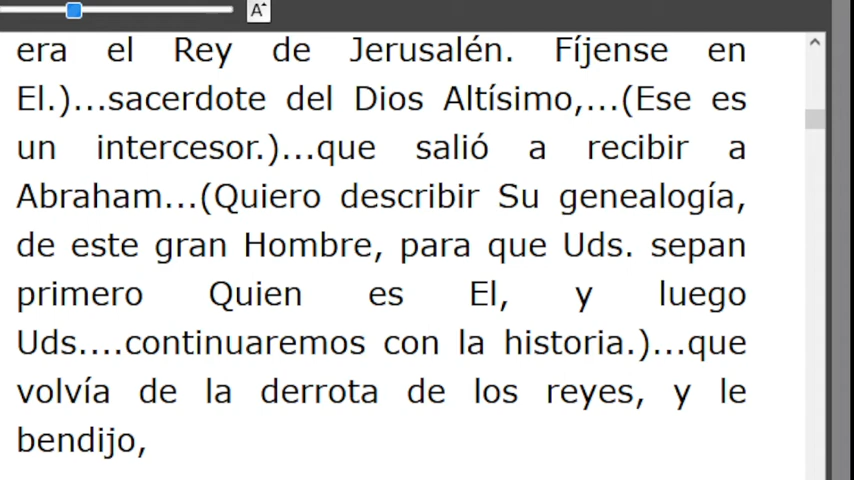 A
era el Rey de Jerusalén. Fíjense en
El.)...sacerdote del Dios Altísimo,...(Ese es
un intercesor.)...que salió a recibir a
Abraham...(Quiero describir Su genealogía,
de este gran Hombre, para que Uds. sepan
primero Quien es El, y luego
Uds....continuaremos con la historia.)...que
volvía de la derrota de los reyes, y le
bendijo,